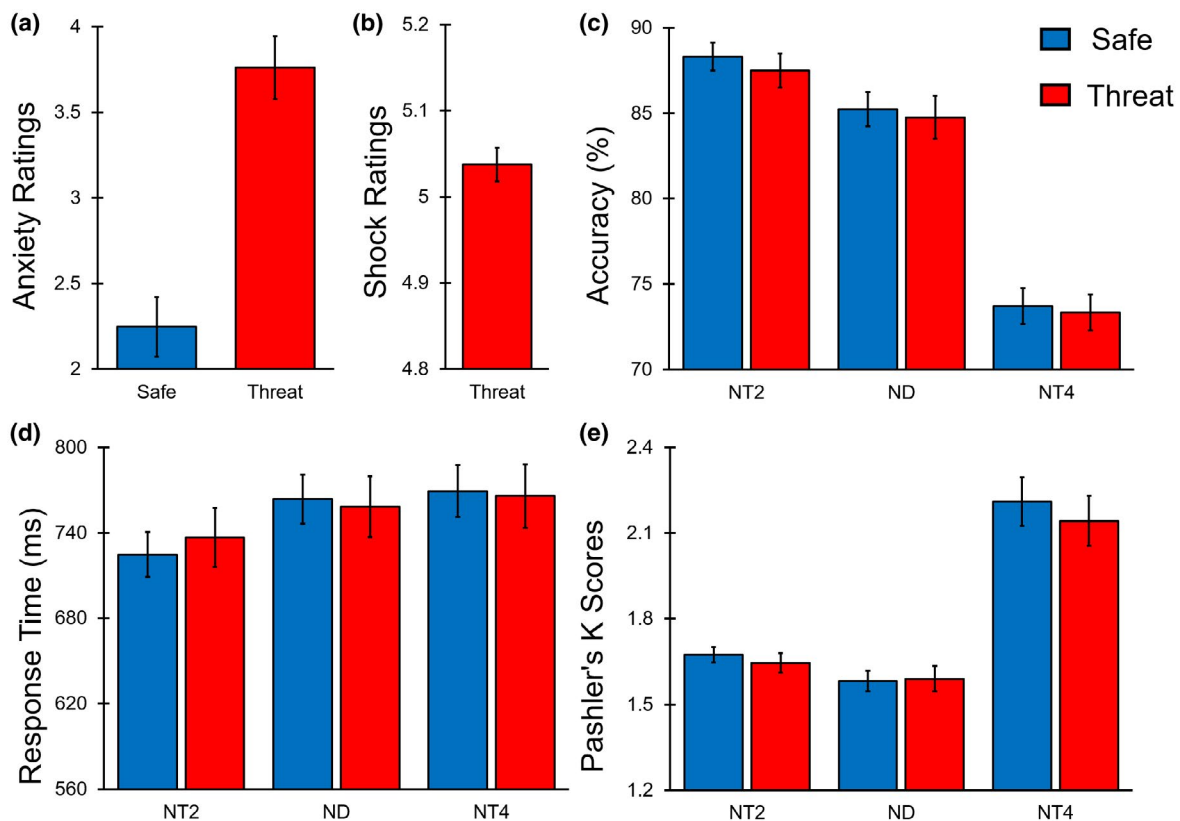 (a)
Anxiety Ratings
4
3.5
3
2.5
2
Safe Threat
(b)
Shock Ratings
5.2
5.1
5
4.9
4.8
Threat
(c)
Accuracy (%)
90
85
80
75
70
NT2 ND NT4
Safe
Threat
(d)
Response Time (ms)
800
740
680
620
560
NT2 ND NT4
(e)
Pashler's K Scores
2.4
2.1
1.8
1.5
1.2
NT2 ND NT4